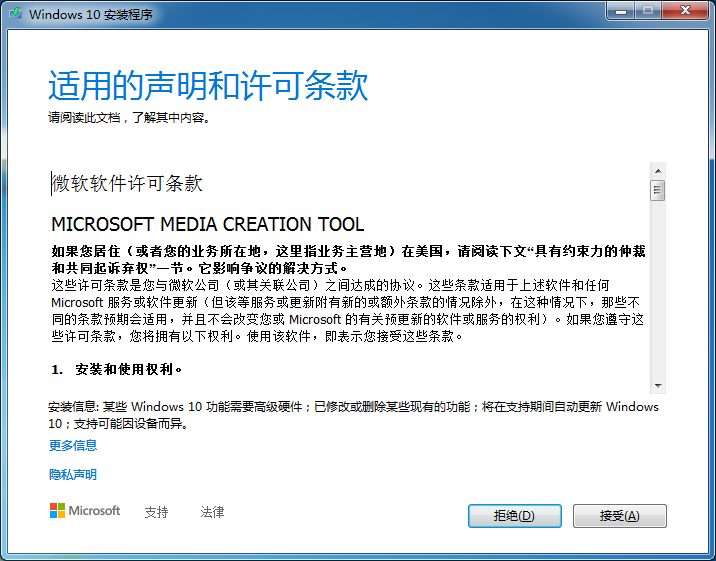 Windows 10 安装程序
适用的声明和许可条款
请阅读此文档，了解其中内容。
微软软件许可条款
MICROSOFT MEDIA CREATION TOOL
如果您居住（或者您的业务所在地，这里指业务主营地）在美国，请阅读下文“具有约束力的仲裁
和共同起诉弃权”一节。它影响争议的解决方式。
这些许可条款是您与微软公司（或其关联公司）之间达成的协议。这些条款适用于上述软件和任何
Microsoft 服务或软件更新（但该等服务或更新附有新的或额外条款的情况除外，在这种情况下，那些不
同的条款预期会适用，并且不会改变您或 Microsoft 的有关预更新的软件或服务的权利）。如果您遵守这
些许可条款，您将拥有以下权利。使用该软件，即表示您接受这些条款。
1. 安装和使用权利。
安装信息: 某些 Windows 10 功能需要高级硬件；已修改或删除某些现有的功能；将在支持期间自动更新 Windows
10；支持可能因设备而异。
更多信息
隐私声明
Microsoft 支持 法律 拒绝(D) 接受(A)